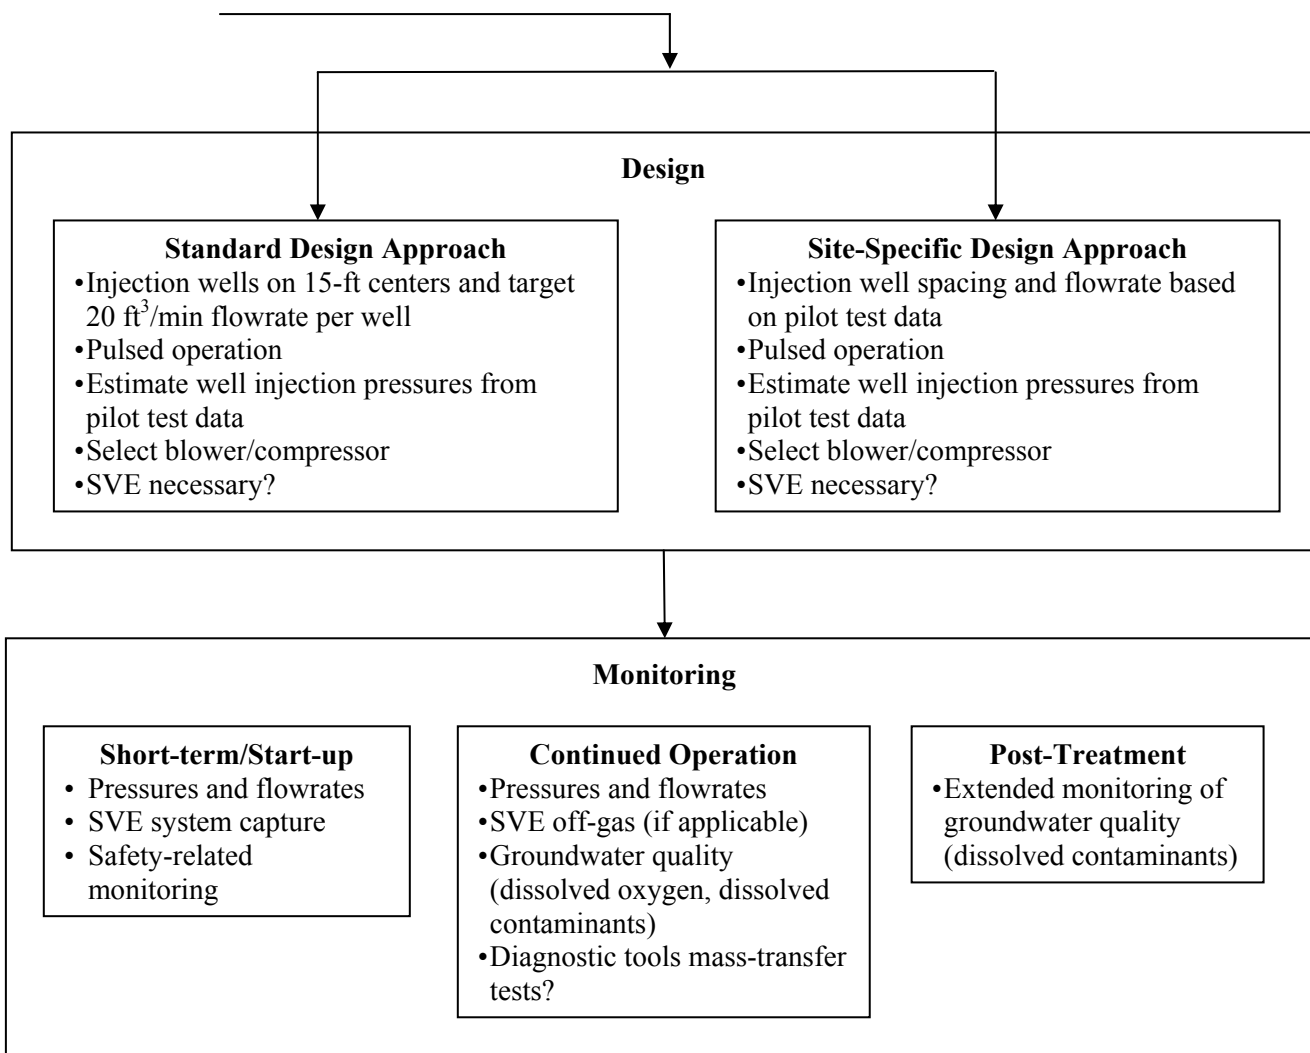 Design
Standard Design Approach
•Injection wells on 15-ft centers and target
20 ft³/min flowrate per well
•Pulsed operation
•Estimate well injection pressures from
pilot test data
•Select blower/compressor
•SVE necessary?
Site-Specific Design Approach
•Injection well spacing and flowrate based
on pilot test data
•Pulsed operation
•Estimate well injection pressures from
pilot test data
•Select blower/compressor
•SVE necessary?
Monitoring
Short-term/Start-up
• Pressures and flowrates
• SVE system capture
• Safety-related
monitoring
Continued Operation
•Pressures and flowrates
•SVE off-gas (if applicable)
•Groundwater quality
(dissolved oxygen, dissolved
contaminants)
•Diagnostic tools mass-transfer
tests?
Post-Treatment
•Extended monitoring of
groundwater quality
(dissolved contaminants)